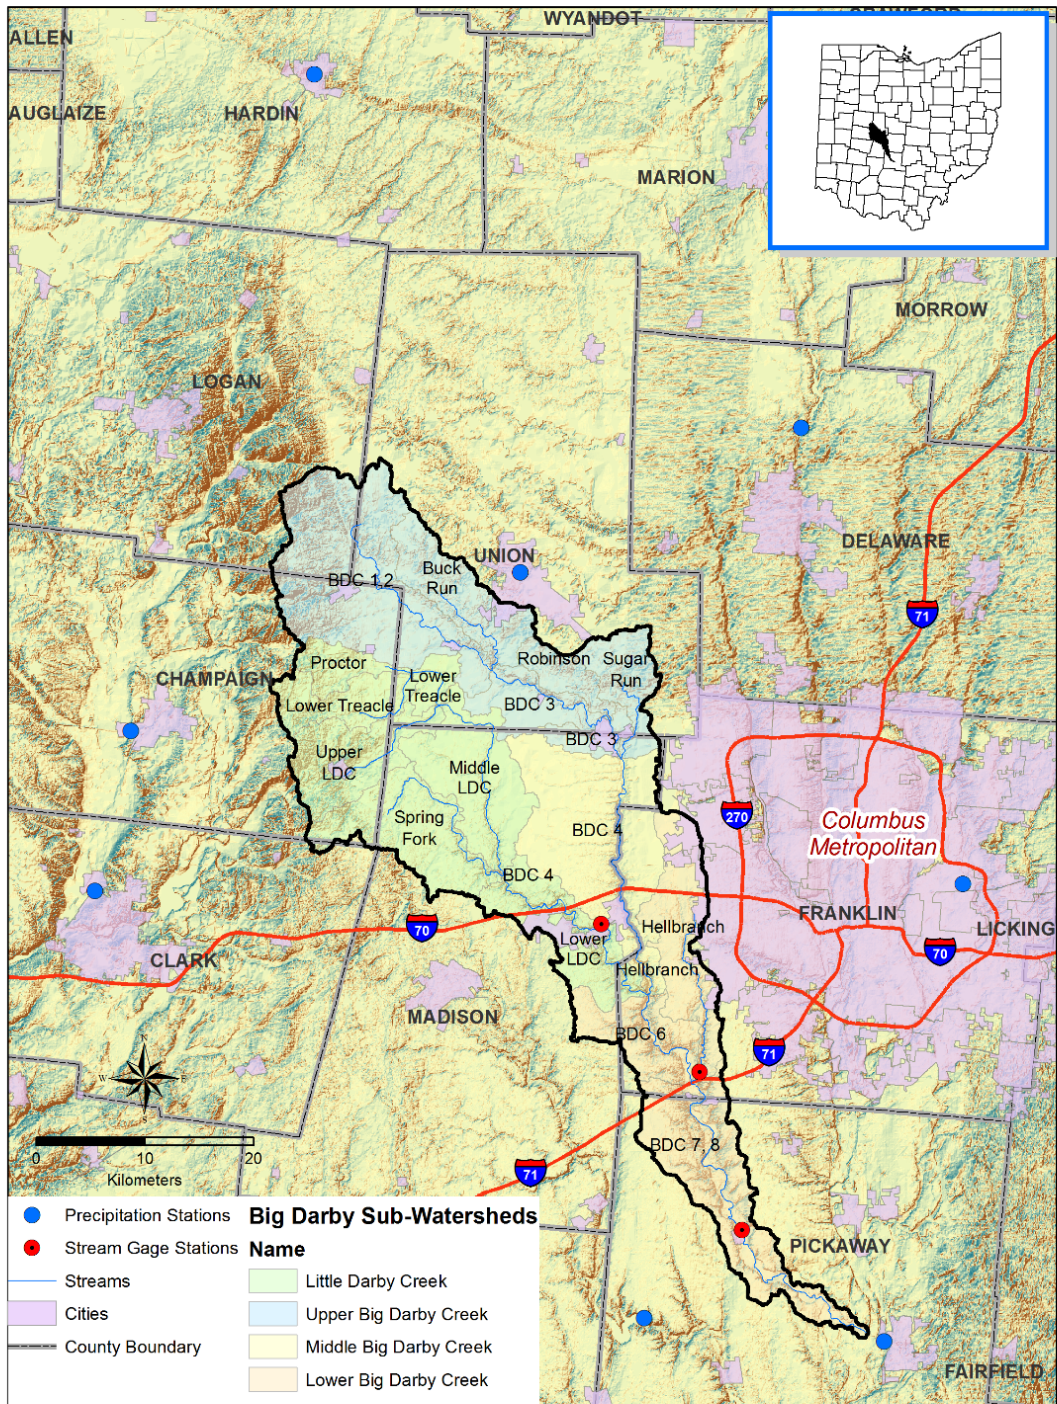 WYANDOT
CRAWFORD
ALLEN
AUGLAIZE
HARDIN
MARION
MORROW
LOGAN
UNION
DELAWARE
BDC 1,2
Buck
Run
71
Proctor
Lower
Treacle
Robinson
Sugar
Run
CHAMPAIGN
Lower Treacle
BDC 3
BDC 3
Upper
LDC
Middle
LDC
Spring
Fork
BDC 4
270
Columbus
Metropolitan
BDC 4
FRANKLIN
LICKING
70
Hellbranch
Lower
LDC
70
CLARK
Hellbranch
MADISON
BDC 6
71
N
W
E
S
BDC 7, 8
0
10
20
Kilometers
71
PICKAWAY
FAIRFIELD
Precipitation Stations
Stream Gage Stations
Streams
Cities
County Boundary
Big Darby Sub-Watersheds
Name
Little Darby Creek
Upper Big Darby Creek
Middle Big Darby Creek
Lower Big Darby Creek